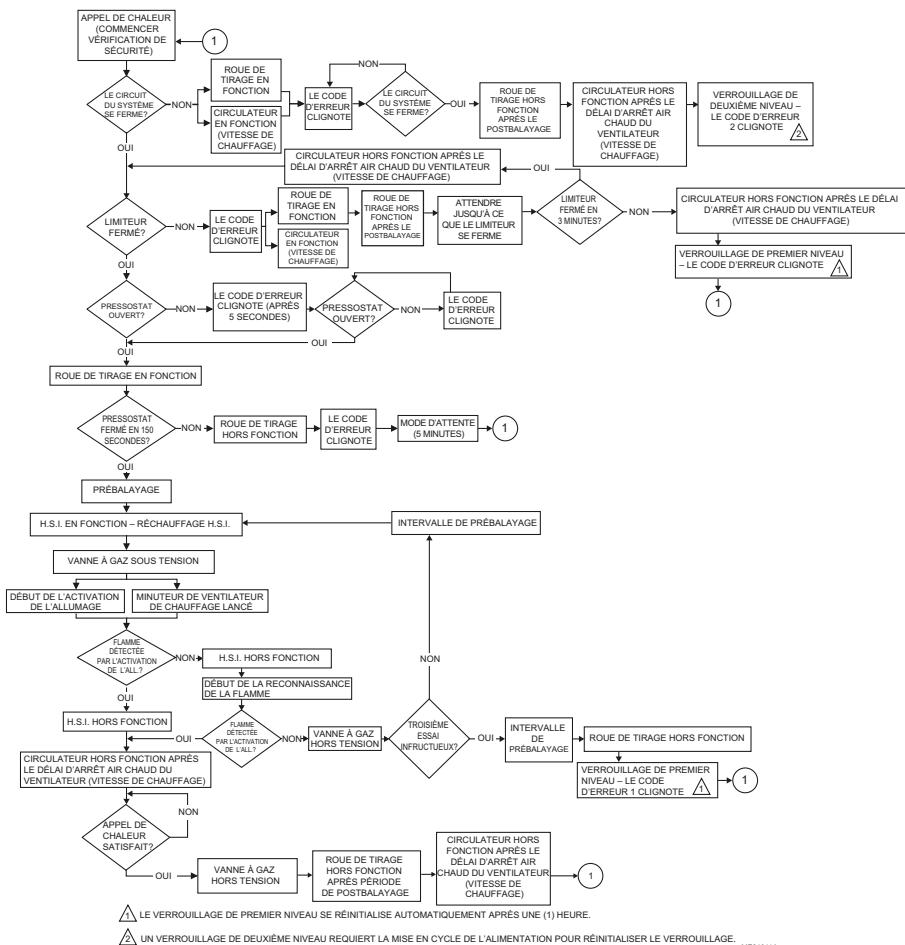 APPEL DE CHALEUR
(COMMENCER
VÉRIFICATION DE
SÉCURITÉ)
1
LE CIRCUIT
DU SYSTÈME
SE FERME?
NON
ROUE DE
TIRAGE EN
FONCTION
CIRCULATEUR
EN FONCTION
(VITESSE DE
CHAUFFAGE)
LE CODE
D'ERREUR
CLIGNOTE
NON
LE CIRCUIT
DU SYSTÈME
SE FERME?
OUI
ROUE DE
TIRAGE HORS
FONCTION
APRÈS LE
POSTBALAYAGE
CIRCULATEUR HORS
FONCTION APRÈS LE
DÉLAI D'ARRÊT AIR
CHAUD DU
VENTILATEUR
(VITESSE DE
CHAUFFAGE)
VERROUILLAGE DE
DEUXIÈME NIVEAU –
LE CODE D'ERREUR
2 CLIGNOTE
2
OUI
CIRCULATEUR HORS FONCTION APRÈS LE
DÉLAI D'ARRÊT AIR CHAUD DU VENTILATEUR
(VITESSE DE CHAUFFAGE)
OUI
LIMITEUR
FERMÉ?
NON
LE CODE
D'ERREUR
CLIGNOTE
ROUE DE
TIRAGE EN
FONCTION
CIRCULATEUR
EN FONCTION
(VITESSE DE
CHAUFFAGE)
ROUE DE
TIRAGE HORS
FONCTION
APRÈS LE
POSTBALAYAGE
ATTENDRE
JUSQU'À CE
QUE LE LIMITEUR
SE FERME
LIMITEUR
FERMÉ EN
3 MINUTES?
NON
CIRCULATEUR HORS FONCTION APRÈS LE DÉLAI
D'ARRÊT AIR CHAUD DU VENTILATEUR
(VITESSE DE CHAUFFAGE)
VERROUILLAGE DE PREMIER NIVEAU
– LE CODE D'ERREUR CLIGNOTE
1
1
OUI
PRESSOSTAT
OUVERT?
NON
LE CODE D'ERREUR
CLIGNOTE (APRÈS
5 SECONDES)
PRESSOSTAT
OUVERT?
NON
LE CODE
D'ERREUR
CLIGNOTE
OUI
OUI
ROUE DE TIRAGE EN FONCTION
PRESSOSTAT
FERMÉ EN 150
SECONDES?
NON
ROUE DE TIRAGE
HORS FONCTION
LE CODE
D'ERREUR
CLIGNOTE
MODE D'ATTENTE
(5 MINUTES)
1
OUI
PRÉBALAYAGE
H.S.I. EN FONCTION – RÉCHAUFFAGE H.S.I.
INTERVALLE DE PRÉBALAYAGE
VANNE À GAZ SOUS TENSION
DÉBUT DE L'ACTIVATION
DE L'ALLUMAGE
MINUTEUR DE VENTILATEUR
DE CHAUFFAGE LANCÉ
FLAMME
DÉTECTÉE
PAR L'ACTIVATION
DE L'ALL.?
NON
H.S.I. HORS FONCTION
NON
DÉBUT DE LA RECONNAISSANCE
DE LA FLAMME
OUI
H.S.I. HORS FONCTION
OUI
FLAMME
DÉTECTÉE
PAR L'ACTIVATION
DE L'ALL.?
NON
VANNE À GAZ
HORS TENSION
TROISIÈME
ESSAI
INFRUCTUEUX?
OUI
INTERVALLE
DE
PRÉBALAYAGE
ROUE DE TIRAGE HORS FONCTION
VERROUILLAGE DE PREMIER
NIVEAU – LE CODE
D'ERREUR 1 CLIGNOTE
1
1
CIRCULATEUR HORS FONCTION APRÈS
LE DÉLAI D'ARRÊT AIR CHAUD DU
VENTILATEUR (VITESSE DE CHAUFFAGE)
NON
APPEL DE
CHALEUR
SATISFAIT?
OUI
VANNE À GAZ
HORS TENSION
ROUE DE TIRAGE
HORS FONCTION
APRÈS PÉRIODE
DE POSTBALAYAGE
CIRCULATEUR HORS
FONCTION APRÈS LE
DÉLAI D'ARRÊT AIR
CHAUD DU VENTILATEUR
(VITESSE DE
CHAUFFAGE)
1
1 LE VERROUILLAGE DE PREMIER NIVEAU SE RÉINITIALISE AUTOMATIQUEMENT APRÈS UNE (1) HEURE.
2 UN VERROUILLAGE DE DEUXIÈME NIVEAU REQUIERT LA MISE EN CYCLE DE L'ALIMENTATION POUR RÉINITIALISER LE VERROUILLAGE.